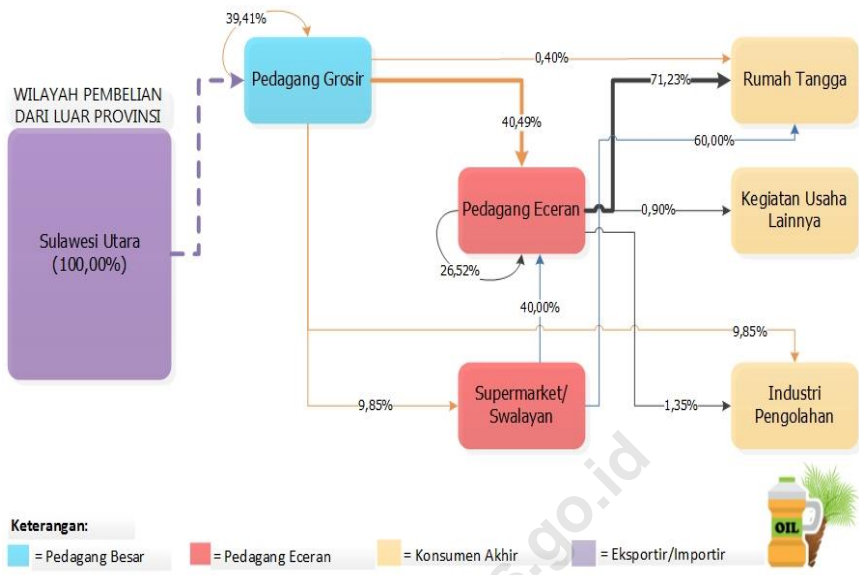 39,41%
Pedagang Grosir
0,40%
71,23%
Rumah Tangga
WILAYAH PEMBELIAN
DARI LUAR PROVINSI
40,49%
60,00%
Sulawesi Utara
(100,00%)
Pedagang Eceran
0,90%
Kegiatan Usaha
Lainnya
26,52%
40,00%
9,85%
9,85%
Supermarket/
Swalayan
1,35%
Industri
Pengolahan
s.go.id
OIL
Keterangan:
= Pedagang Besar
= Pedagang Eceran
= Konsumen Akhir
= Eksportir/Importir